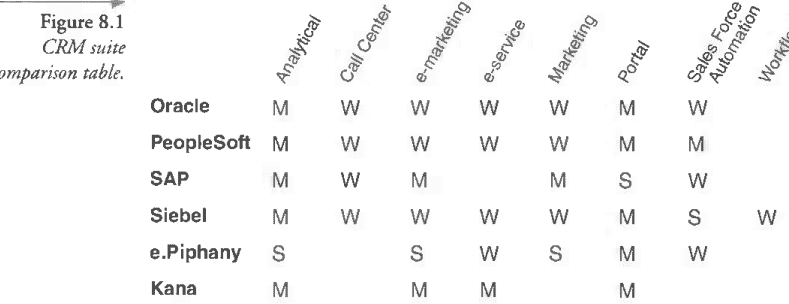 Figure 8.1
CRM suite
comparison table.
Analytical Call Center e-marketing e-service Marketing Portal Sales Force Automation
Oracle M W W W W M W
PeopleSoft M W W W W M M
SAP M W M M S W
Siebel M W W W W M S W
e.Piphany S S W S M W
Kana M M M M